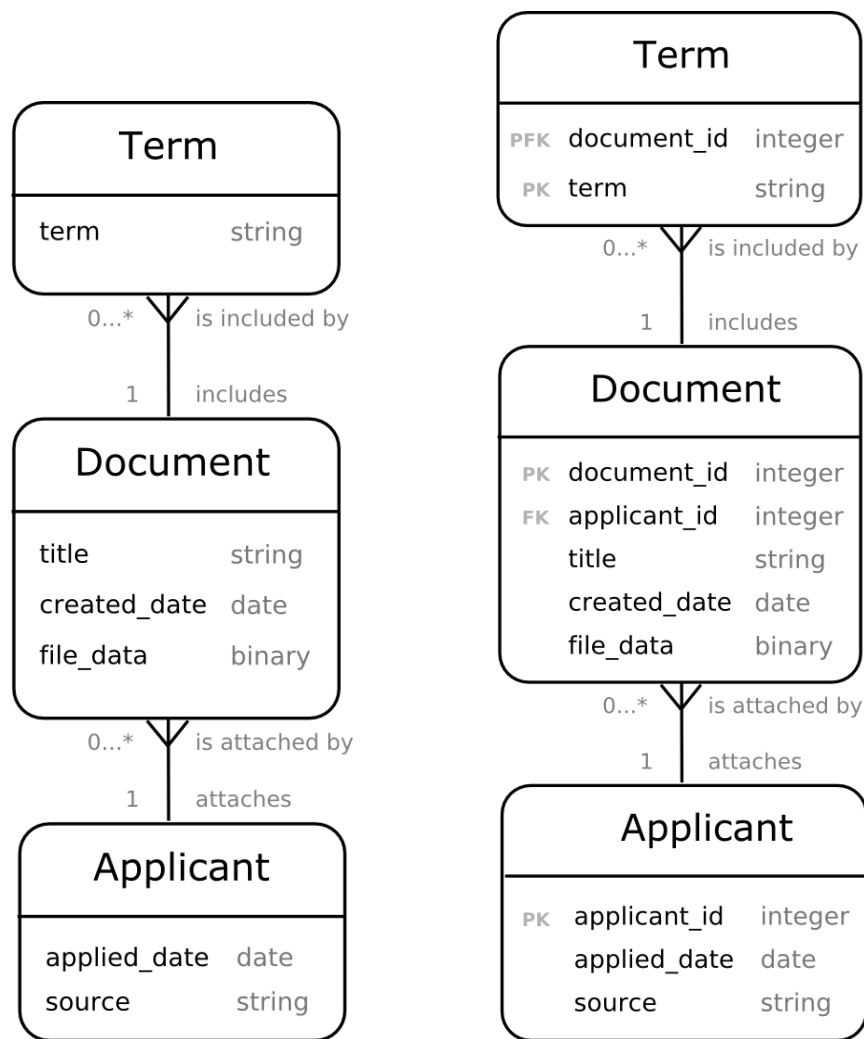 Term
term string
0...* is included by
1 includes
Document
title string
created_date date
file_data binary
0...* is attached by
1 attaches
Applicant
applied_date date
source string
Term
PFK document_id integer
PK term string
0...* is included by
1 includes
Document
PK document_id integer
FK applicant_id integer
title string
created_date date
file_data binary
0...* is attached by
1 attaches
Applicant
PK applicant_id integer
applied_date date
source string